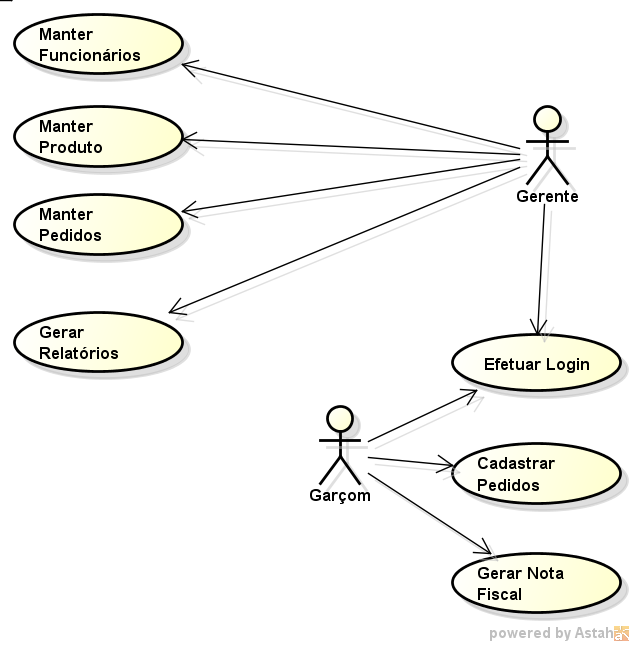 Manter
Funcionários
Manter
Produto
Manter
Pedidos
Gerar
Relatórios
Gerente
Efetuar Login
Garçom
Cadastrar
Pedidos
Gerar Nota
Fiscal
powered by Astah